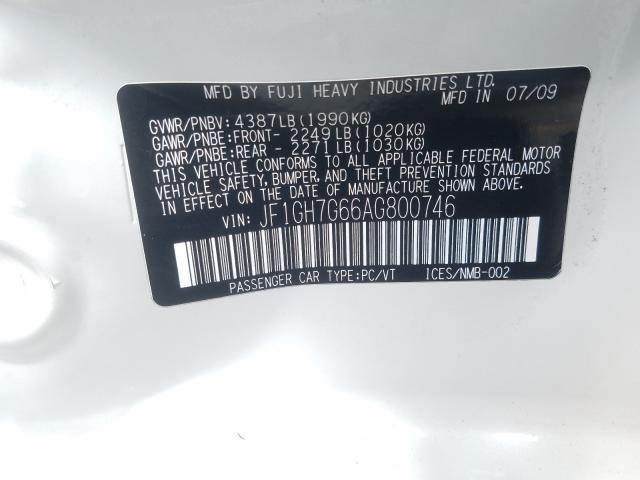 MFD BY FUJI HEAVY INDUSTRIES LTD.
MFD IN 07/09
GVWR/PNBV: 4387LB(1990KG)
GAWR/PNBE:FRONT- 2249LB(1020KG)
GAWR/PNBE:REAR - 2271LB(1030KG)
THIS VEHICLE CONFORMS TO ALL APPLICABLE FEDERAL MOTOR
VEHICLE SAFETY, BUMPER, AND THEFT PREVENTION STANDARDS
IN EFFECT ON THE DATE OF MANUFACTURE SHOWN ABOVE.
VIN: JF1GH7G66AG800746
PASSENGER CAR TYPE:PC/VT ICES/NMB-002